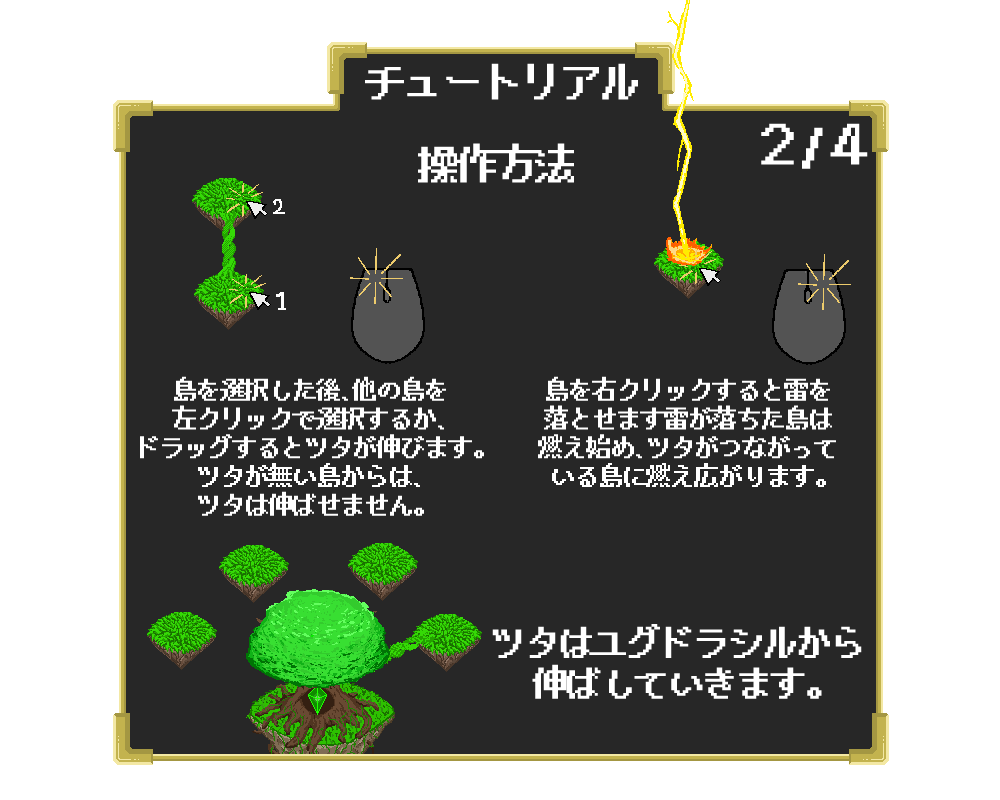 チュートリアル
2/4
操作方法
2
1
島を選択した後、他の島を
左クリックで選択するか、
ドラッグするとツタが伸びます。
ツタが無い島からは、
ツタは伸ばせません。
島を右クリックすると雷を
落とせます雷が落ちた島は
燃え始め、ツタがつながって
いる島に燃え広がります。
ツタはユグドラシルから
伸ばしていきます。